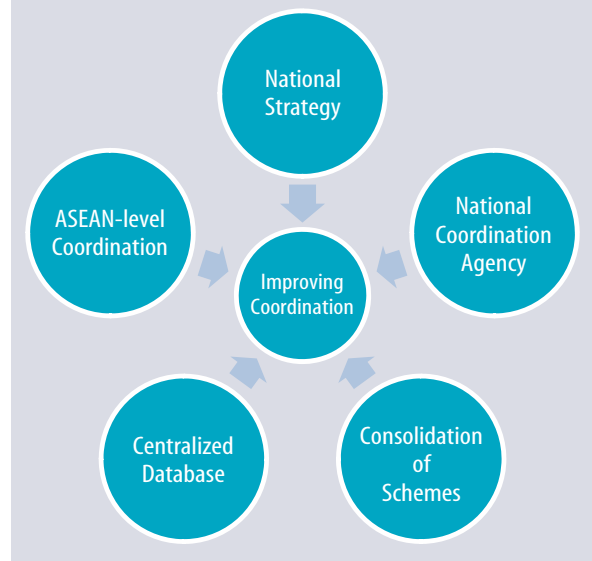 National
Strategy
ASEAN-level
Coordination
National
Coordination
Agency
Improving
Coordination
Centralized
Database
Consolidation
of
Schemes